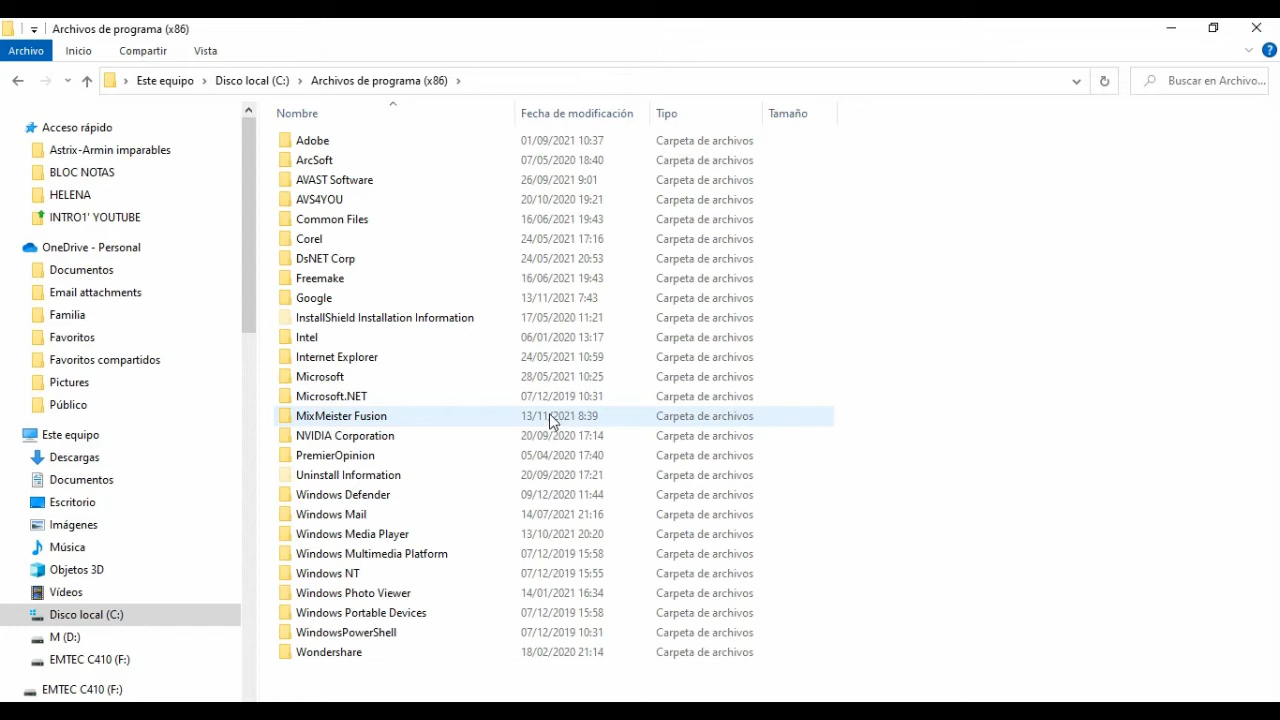 Archivos de programa (x86)
Archivo Inicio Compartir Vista
Este equipo Disco local (C:) Archivos de programa (x86) Buscar en Archivo...
Acceso rápido
Astrix-Armin imparables
BLOC NOTAS
HELENA
INTRO1' YOUTUBE
OneDrive - Personal
Documentos
Email attachments
Familia
Favoritos
Favoritos compartidos
Pictures
Público
Este equipo
Descargas
Documentos
Escritorio
Imágenes
Música
Objetos 3D
Vídeos
Disco local (C:)
M (D:)
EMTEC C410 (F:)
EMTEC C410 (F:)
Nombre Fecha de modificación Tipo Tamaño
Adobe 01/09/2021 10:37 Carpeta de archivos
ArcSoft 07/05/2020 18:40 Carpeta de archivos
AVAST Software 26/09/2021 9:01 Carpeta de archivos
AVS4YOU 20/10/2020 19:21 Carpeta de archivos
Common Files 16/06/2021 19:43 Carpeta de archivos
Corel 24/05/2021 17:16 Carpeta de archivos
DsNET Corp 24/05/2021 20:53 Carpeta de archivos
Freemake 16/06/2021 19:43 Carpeta de archivos
Google 13/11/2021 7:43 Carpeta de archivos
InstallShield Installation Information 17/05/2020 11:21 Carpeta de archivos
Intel 06/01/2020 13:17 Carpeta de archivos
Internet Explorer 24/05/2021 10:59 Carpeta de archivos
Microsoft 28/05/2021 10:25 Carpeta de archivos
Microsoft.NET 07/12/2019 10:31 Carpeta de archivos
MixMeister Fusion 13/11/2021 8:39 Carpeta de archivos
NVIDIA Corporation 20/09/2020 17:14 Carpeta de archivos
PremierOpinion 05/04/2020 17:40 Carpeta de archivos
Uninstall Information 20/09/2020 17:21 Carpeta de archivos
Windows Defender 09/12/2020 11:44 Carpeta de archivos
Windows Mail 14/07/2021 21:16 Carpeta de archivos
Windows Media Player 13/10/2021 20:20 Carpeta de archivos
Windows Multimedia Platform 07/12/2019 15:58 Carpeta de archivos
Windows NT 07/12/2019 15:55 Carpeta de archivos
Windows Photo Viewer 14/01/2021 16:34 Carpeta de archivos
Windows Portable Devices 07/12/2019 15:58 Carpeta de archivos
WindowsPowerShell 07/12/2019 10:31 Carpeta de archivos
Wondershare 18/02/2020 21:14 Carpeta de archivos